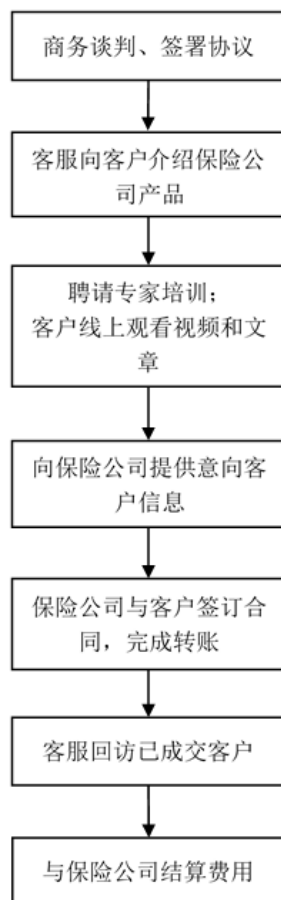 商务谈判、签署协议
客服向客户介绍保险公
司产品
聘请专家培训；
客户线上观看视频和文
章
向保险公司提供意向客
户信息
保险公司与客户签订合
同，完成转账
客服回访已成交客户
与保险公司结算费用